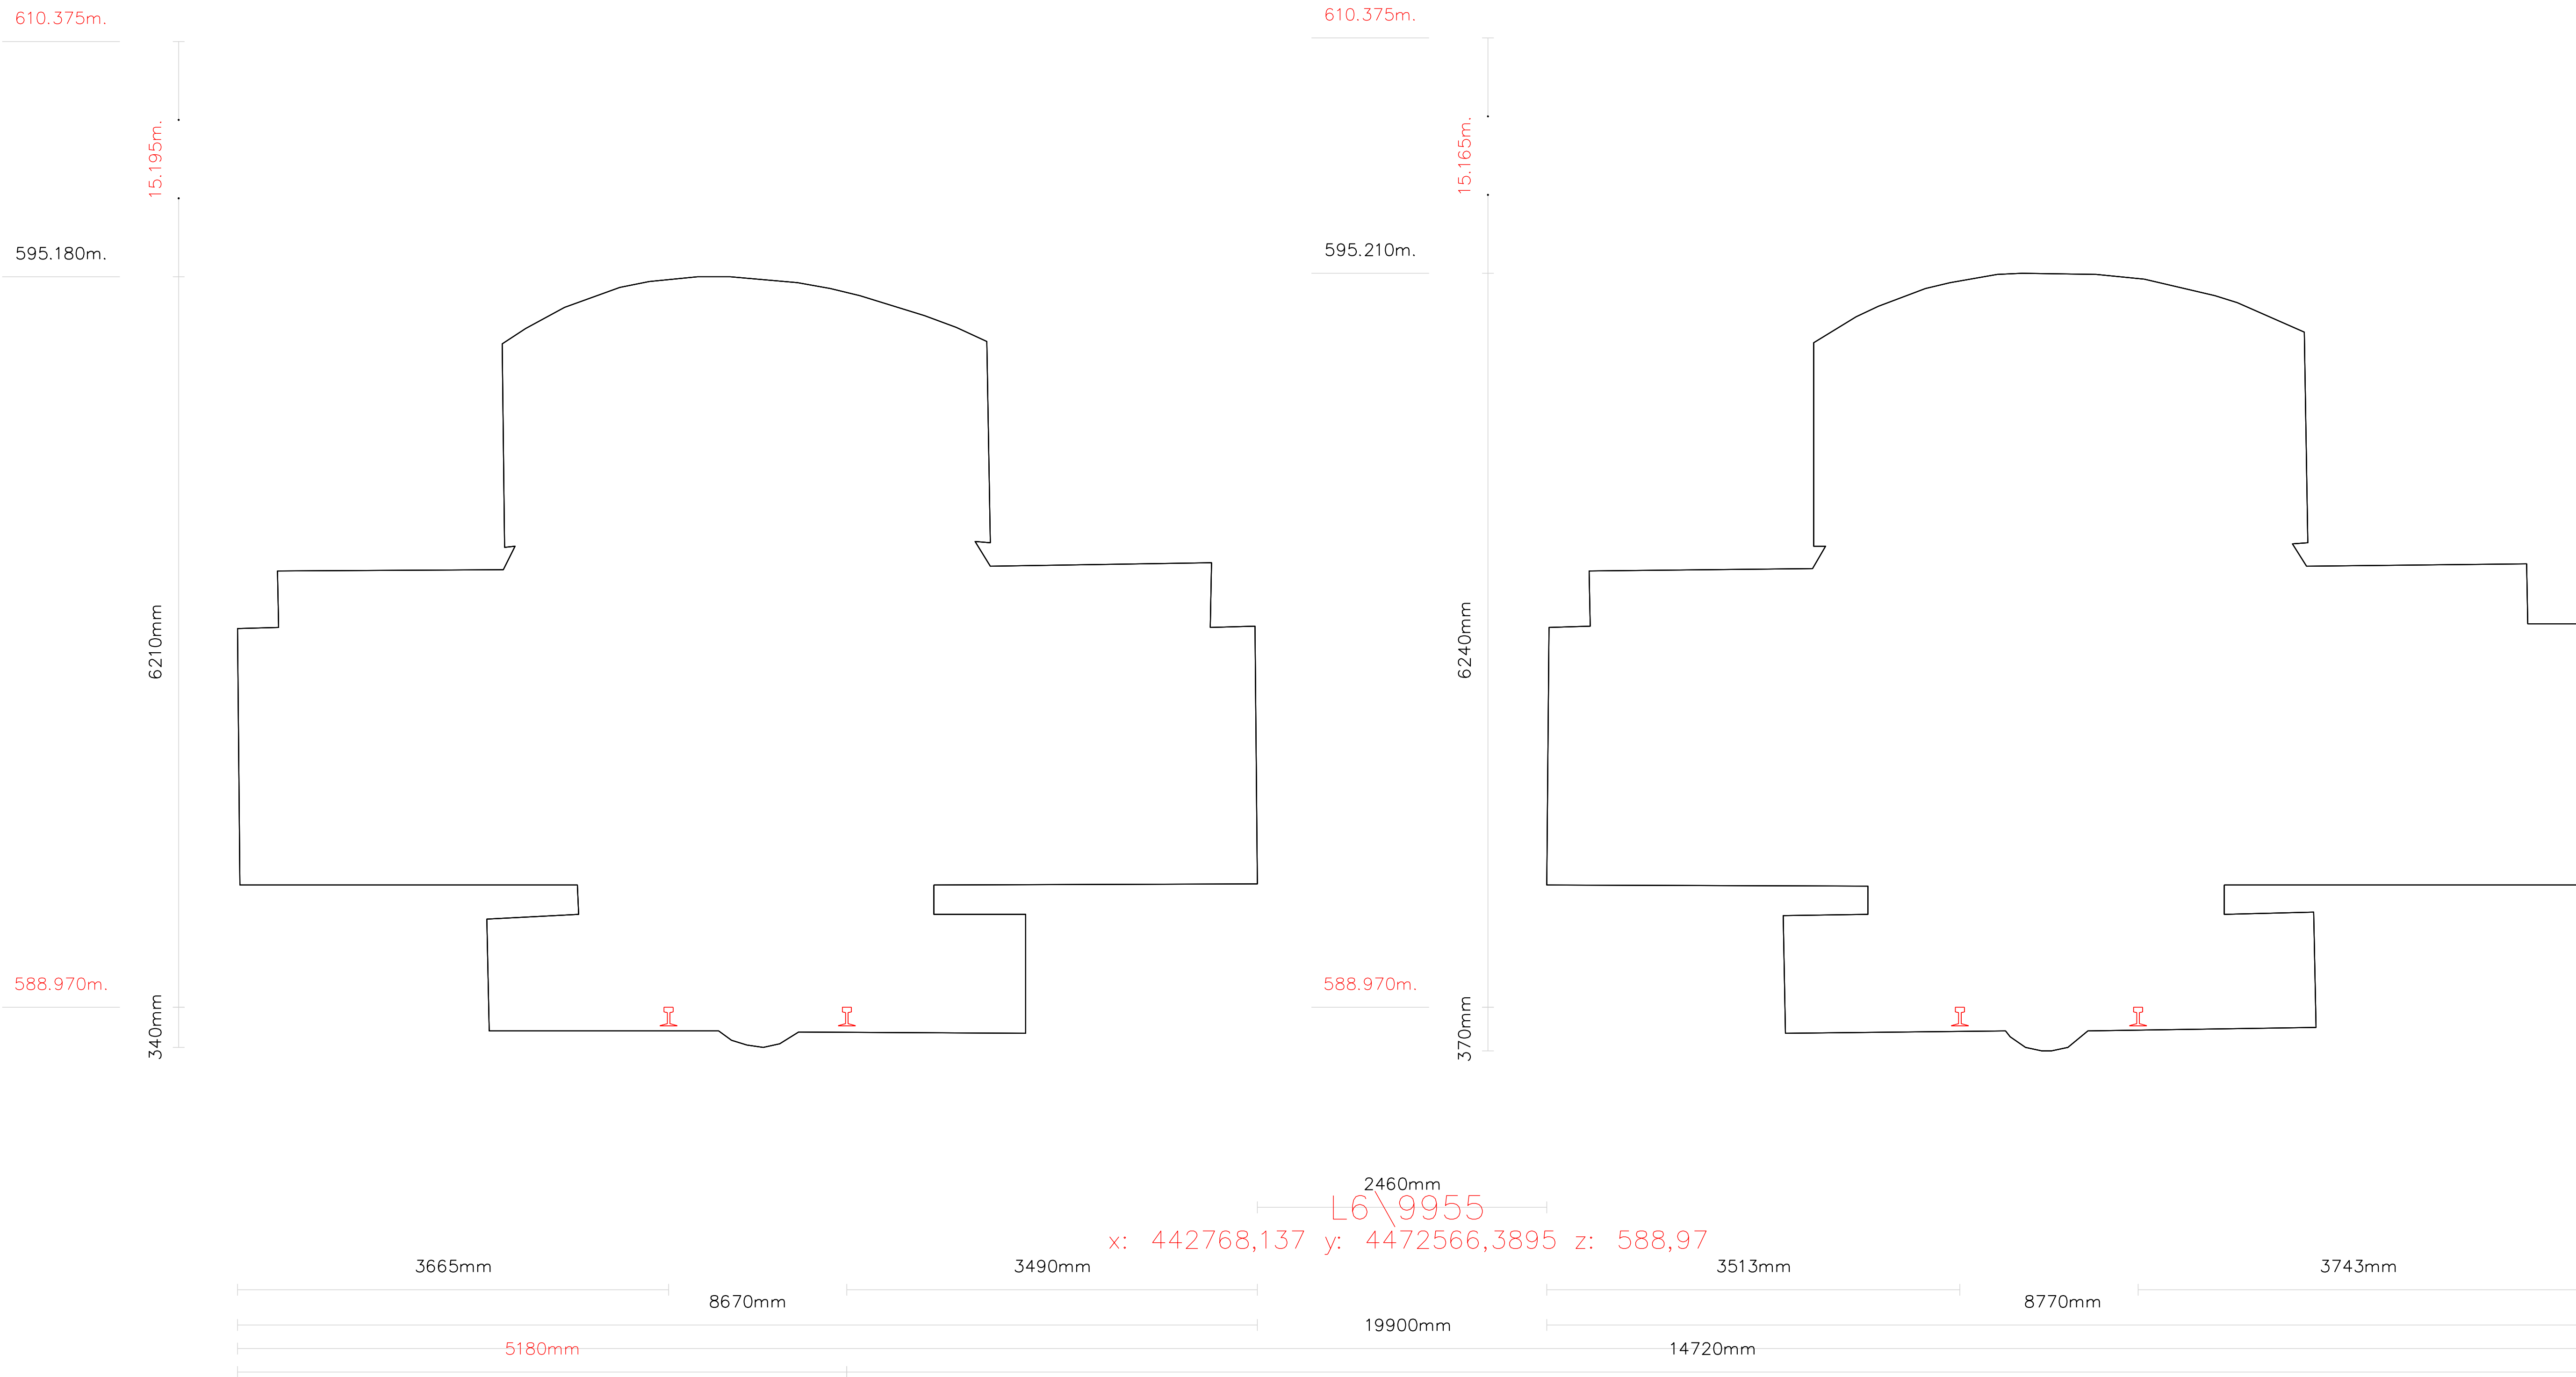 610.375m.
610.375m.
15.195m.
15.165m.
595.180m.
595.210m.
6210mm
6240mm
588.970m.
588.970m.
340mm
370mm
2460mm
L6\9955
x: 442768,137 y: 4472566,3895 z: 588,97
3665mm
3490mm
3513mm
3743mm
8670mm
8770mm
19900mm
5180mm
14720mm